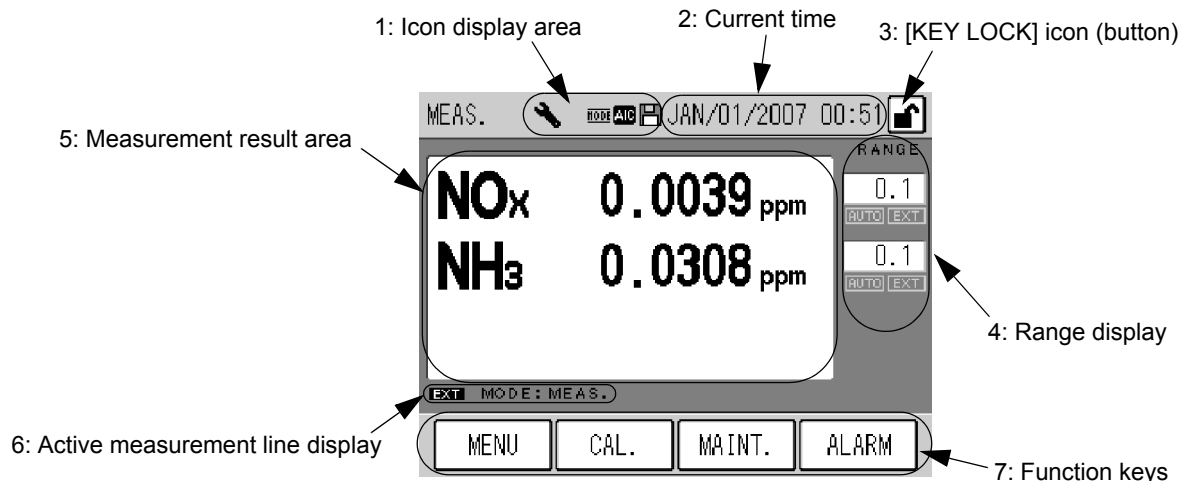 1: Icon display area
2: Current time
3: [KEY LOCK] icon (button)
MEAS.
MODE AIC
JAN/01/2007 00:51
5: Measurement result area
RANGE
NOx 0.0039 ppm
0.1
AUTO EXT
NH3 0.0308 ppm
0.1
AUTO EXT
4: Range display
EXT MODE:MEAS.
6: Active measurement line display
MENU CAL. MAINT. ALARM
7: Function keys